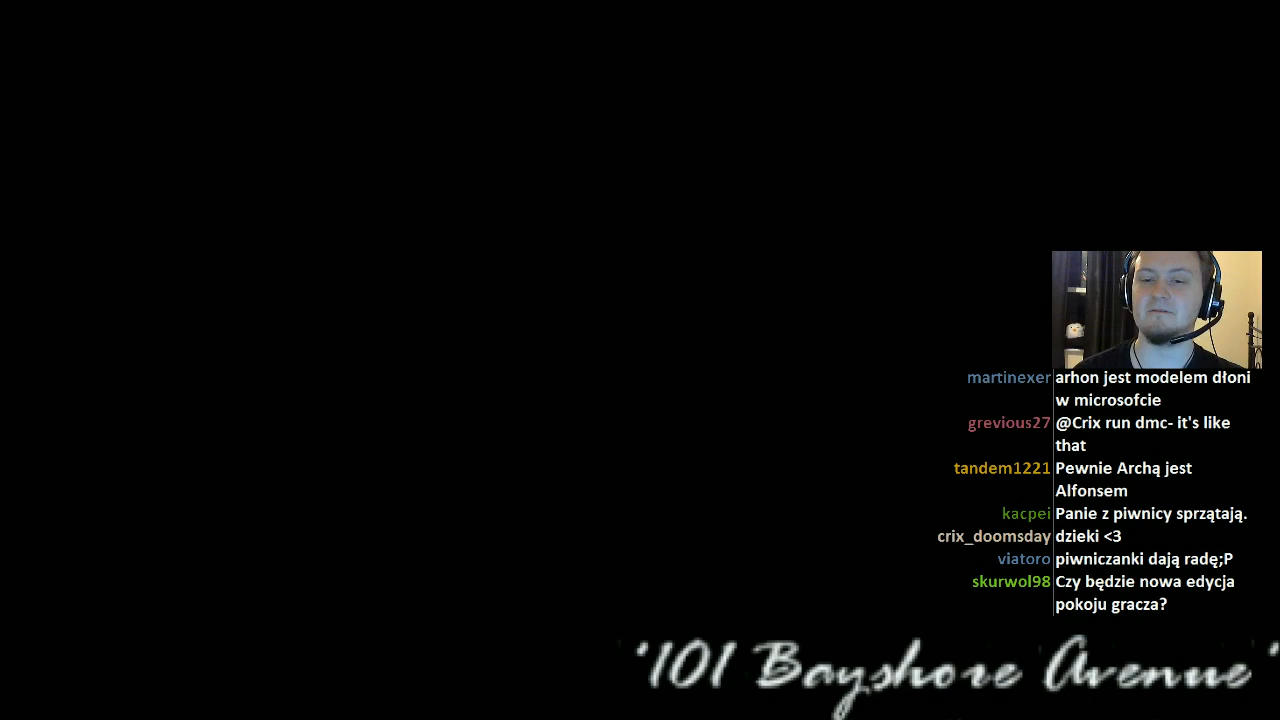 martinexer arhon jest modelem dłoni
w microsofcie
grevious27 @Crix run dmc- it's like
that
tandem1221 Pewnie Archą jest
Alfonsem
kacpei Panie z piwnicy sprzątają.
crix_doomsday dzieki <3
viatoro piwniczanki dają radę;P
skurwol98 Czy będzie nowa edycja
pokoju gracza?
'101 Bayshore Avenue'